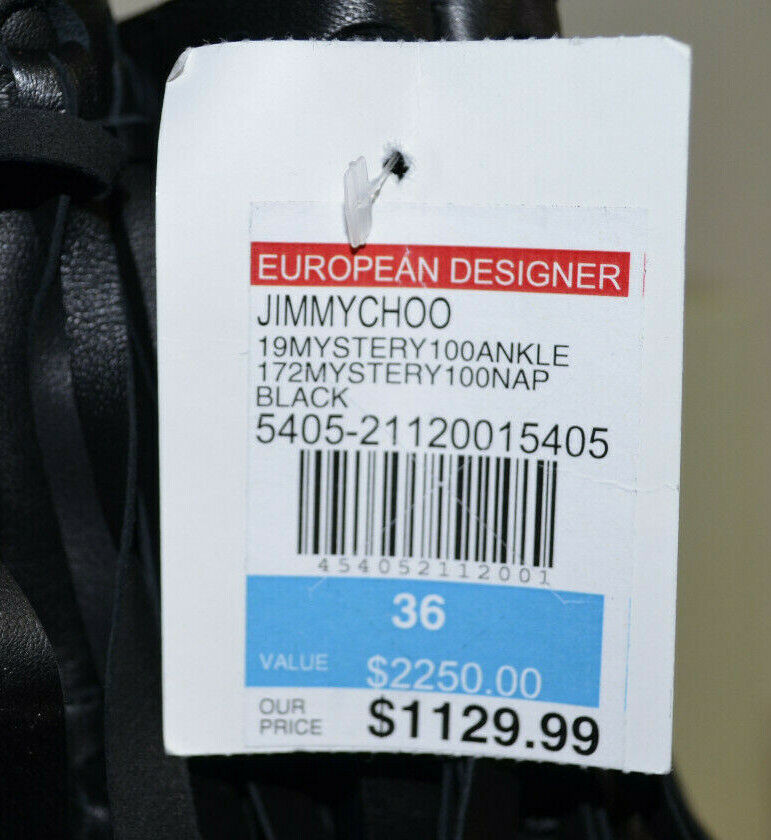 EUROPEAN DESIGNER
JIMMYCHOO
19MYSTERY100ANKLE
172MYSTERY100NAP
BLACK
5405-21120015405
454052112001
36
VALUE $2250.00
OUR
PRICE $1129.99